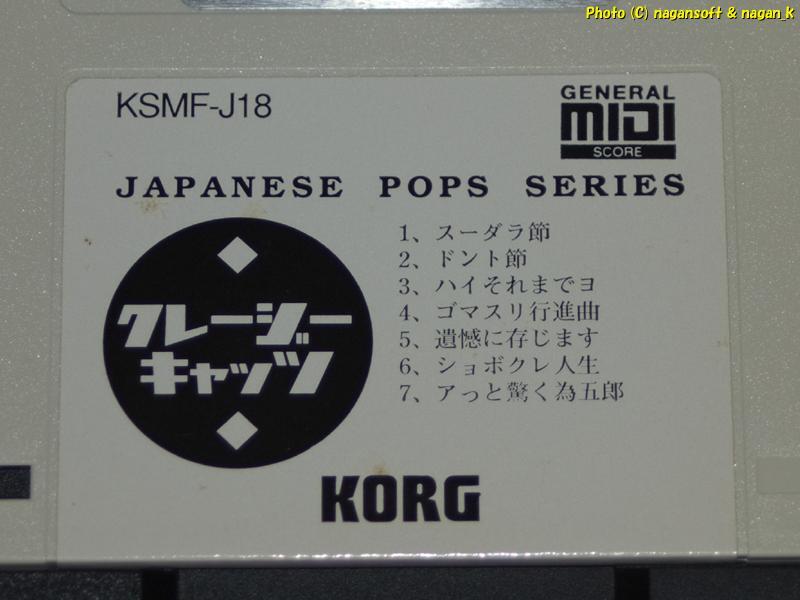 Photo (C) nagansoft & nagan_k
KSMF-J18
GENERAL
MIDI
SCORE
JAPANESE POPS SERIES
クレージー
キャッツ
1、スーダラ節
2、ドント節
3、ハイそれまでヨ
4、ゴマスリ行進曲
5、遺憾に存じます
6、ショボクレ人生
7、アっと驚く為五郎
KORG